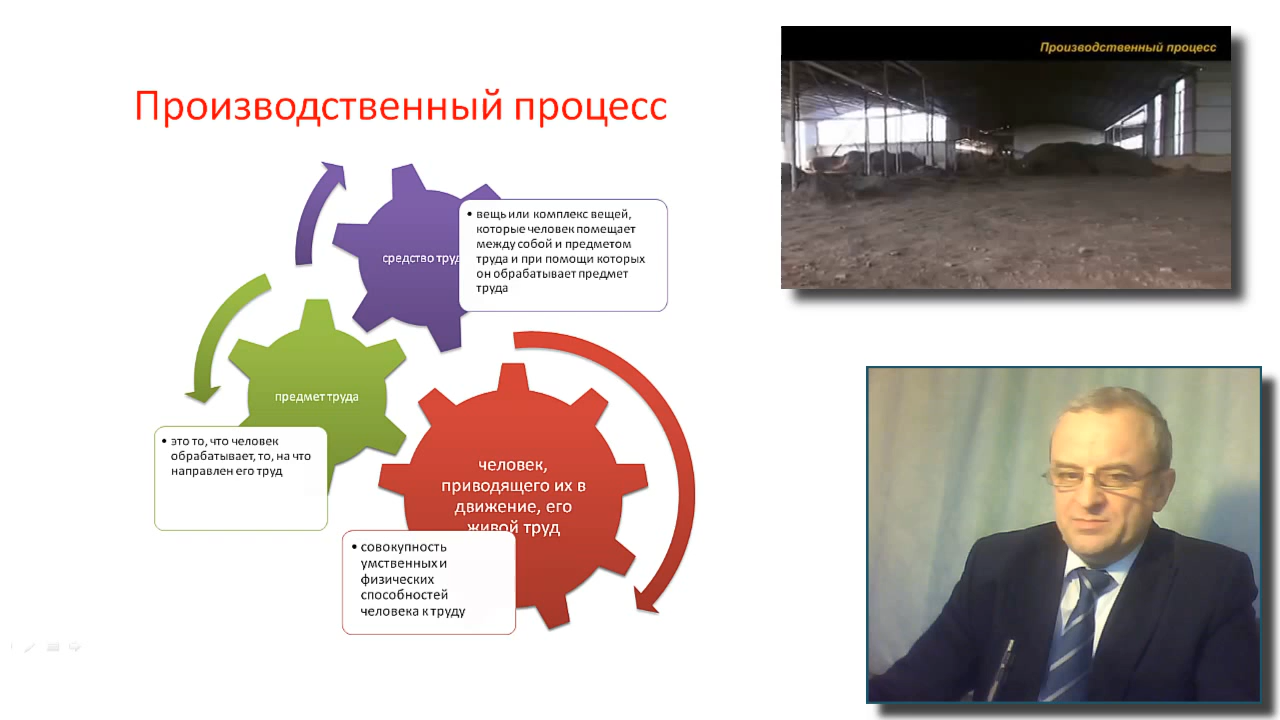 Производственный процесс
Производственный процесс
средство труд
• вещь или комплекс вещей,
которые человек помещает
между собой и предметом
труда и при помощи которых
он обрабатывает предмет
труда
предмет труда
• это то, что человек
обрабатывает, то, на что
направлен его труд
человек,
приводящего их в
движение, его
живой труд
• совокупность
умственных и
физических
способностей
человека к труду